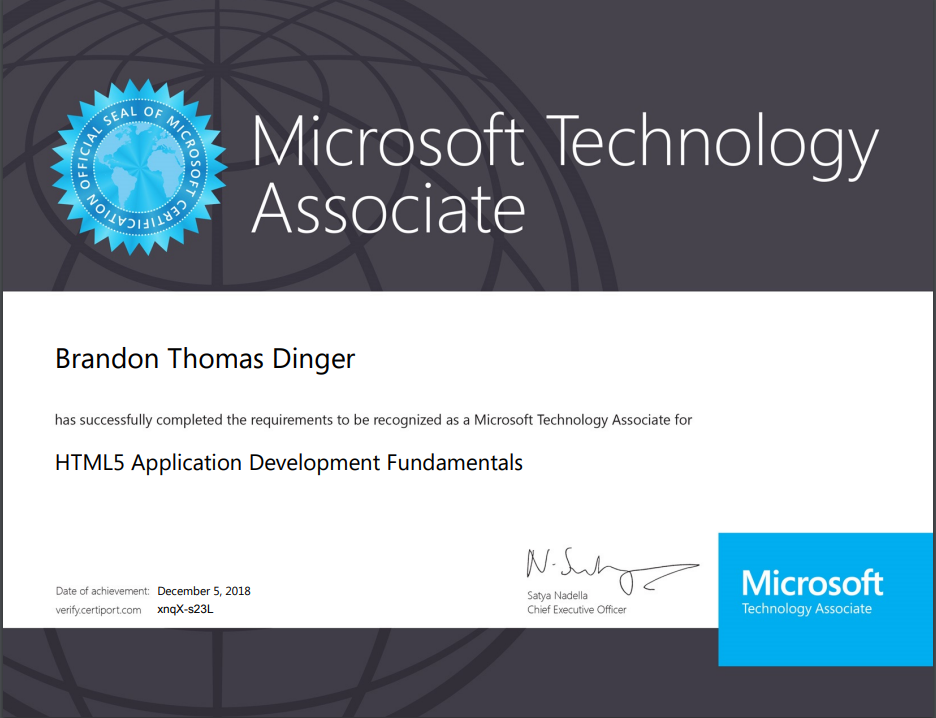 OFFICIAL SEAL OF MICROSOFT CERTIFICATION
Microsoft Technology
Associate
Brandon Thomas Dinger
has successfully completed the requirements to be recognized as a Microsoft Technology Associate for
HTML5 Application Development Fundamentals
Date of achievement: December 5, 2018
verify.certiport.com xnqX-s23L
N. Satya
Satya Nadella
Chief Executive Officer
Microsoft
Technology Associate